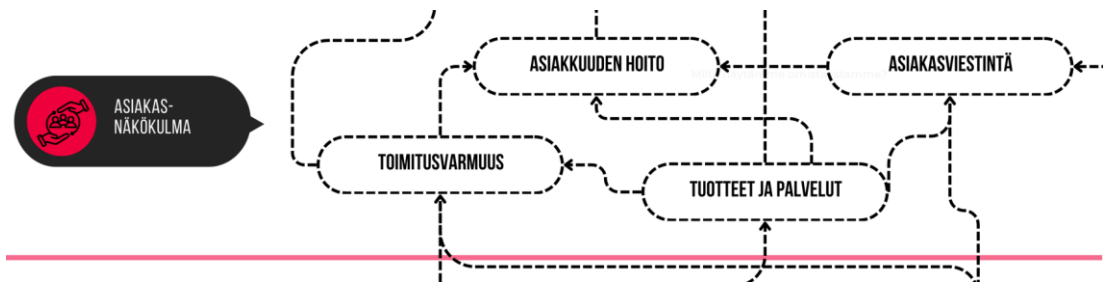 ASIAKAS-
NÄKÖKULMA
ASIAKKUUDEN HOITO
ASIAKASVIESTINTÄ
TOIMITUSVARMUUS
TUOTTEET JA PALVELUT